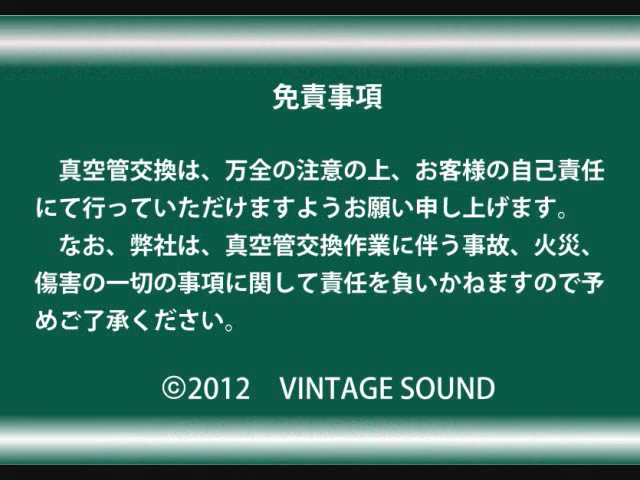 免責事項
真空管交換は、万全の注意の上、お客様の自己責任
にて行っていただけますようお願い申し上げます。
なお、弊社は、真空管交換作業に伴う事故、火災、
傷害の一切の事項に関して責任を負いかねますので予
めご了承ください。
©2012 VINTAGE SOUND